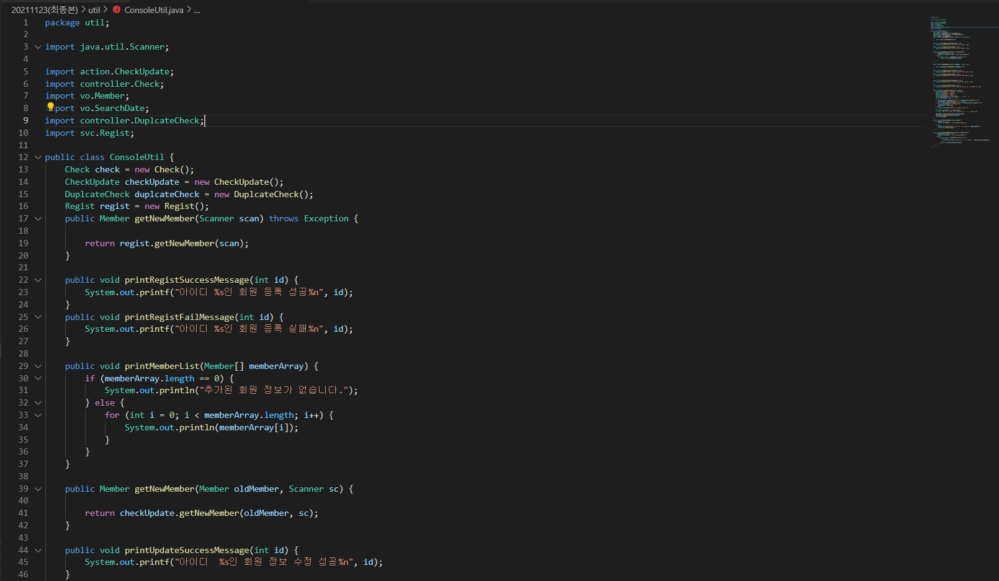 20211123(최종본) > util > ConsoleUtil.java > ...
1 package util;
2
3 import java.util.Scanner;
4
5 import action.CheckUpdate;
6 import controller.Check;
7 import vo.Member;
8 import vo.SearchDate;
9 import controller.DuplcateCheck;
10 import svc.Regist;
11
12 public class ConsoleUtil {
13 Check check = new Check();
14 CheckUpdate checkUpdate = new CheckUpdate();
15 DuplcateCheck duplcateCheck = new DuplcateCheck();
16 Regist regist = new Regist();
17 public Member getNewMember(Scanner scan) throws Exception {
18
19 return regist.getNewMember(scan);
20 }
21
22 public void printRegistSuccessMessage(int id) {
23 System.out.printf("아이디 %s인 회원 등록 성공%n", id);
24 }
25 public void printRegistFailMessage(int id) {
26 System.out.printf("아이디 %s인 회원 등록 실패%n", id);
27 }
28
29 public void printMemberList(Member[] memberArray) {
30 if (memberArray.length == 0) {
31 System.out.println("추가된 회원 정보가 없습니다.");
32 } else {
33 for (int i = 0; i < memberArray.length; i++) {
34 System.out.println(memberArray[i]);
35 }
36 }
37 }
38
39 public Member getNewMember(Member oldMember, Scanner sc) {
40
41 return checkUpdate.getNewMember(oldMember, sc);
42 }
43
44 public void printUpdateSuccessMessage(int id) {
45 System.out.printf("아이디  %s인 회원 정보 수정 성공%n", id);
46 }